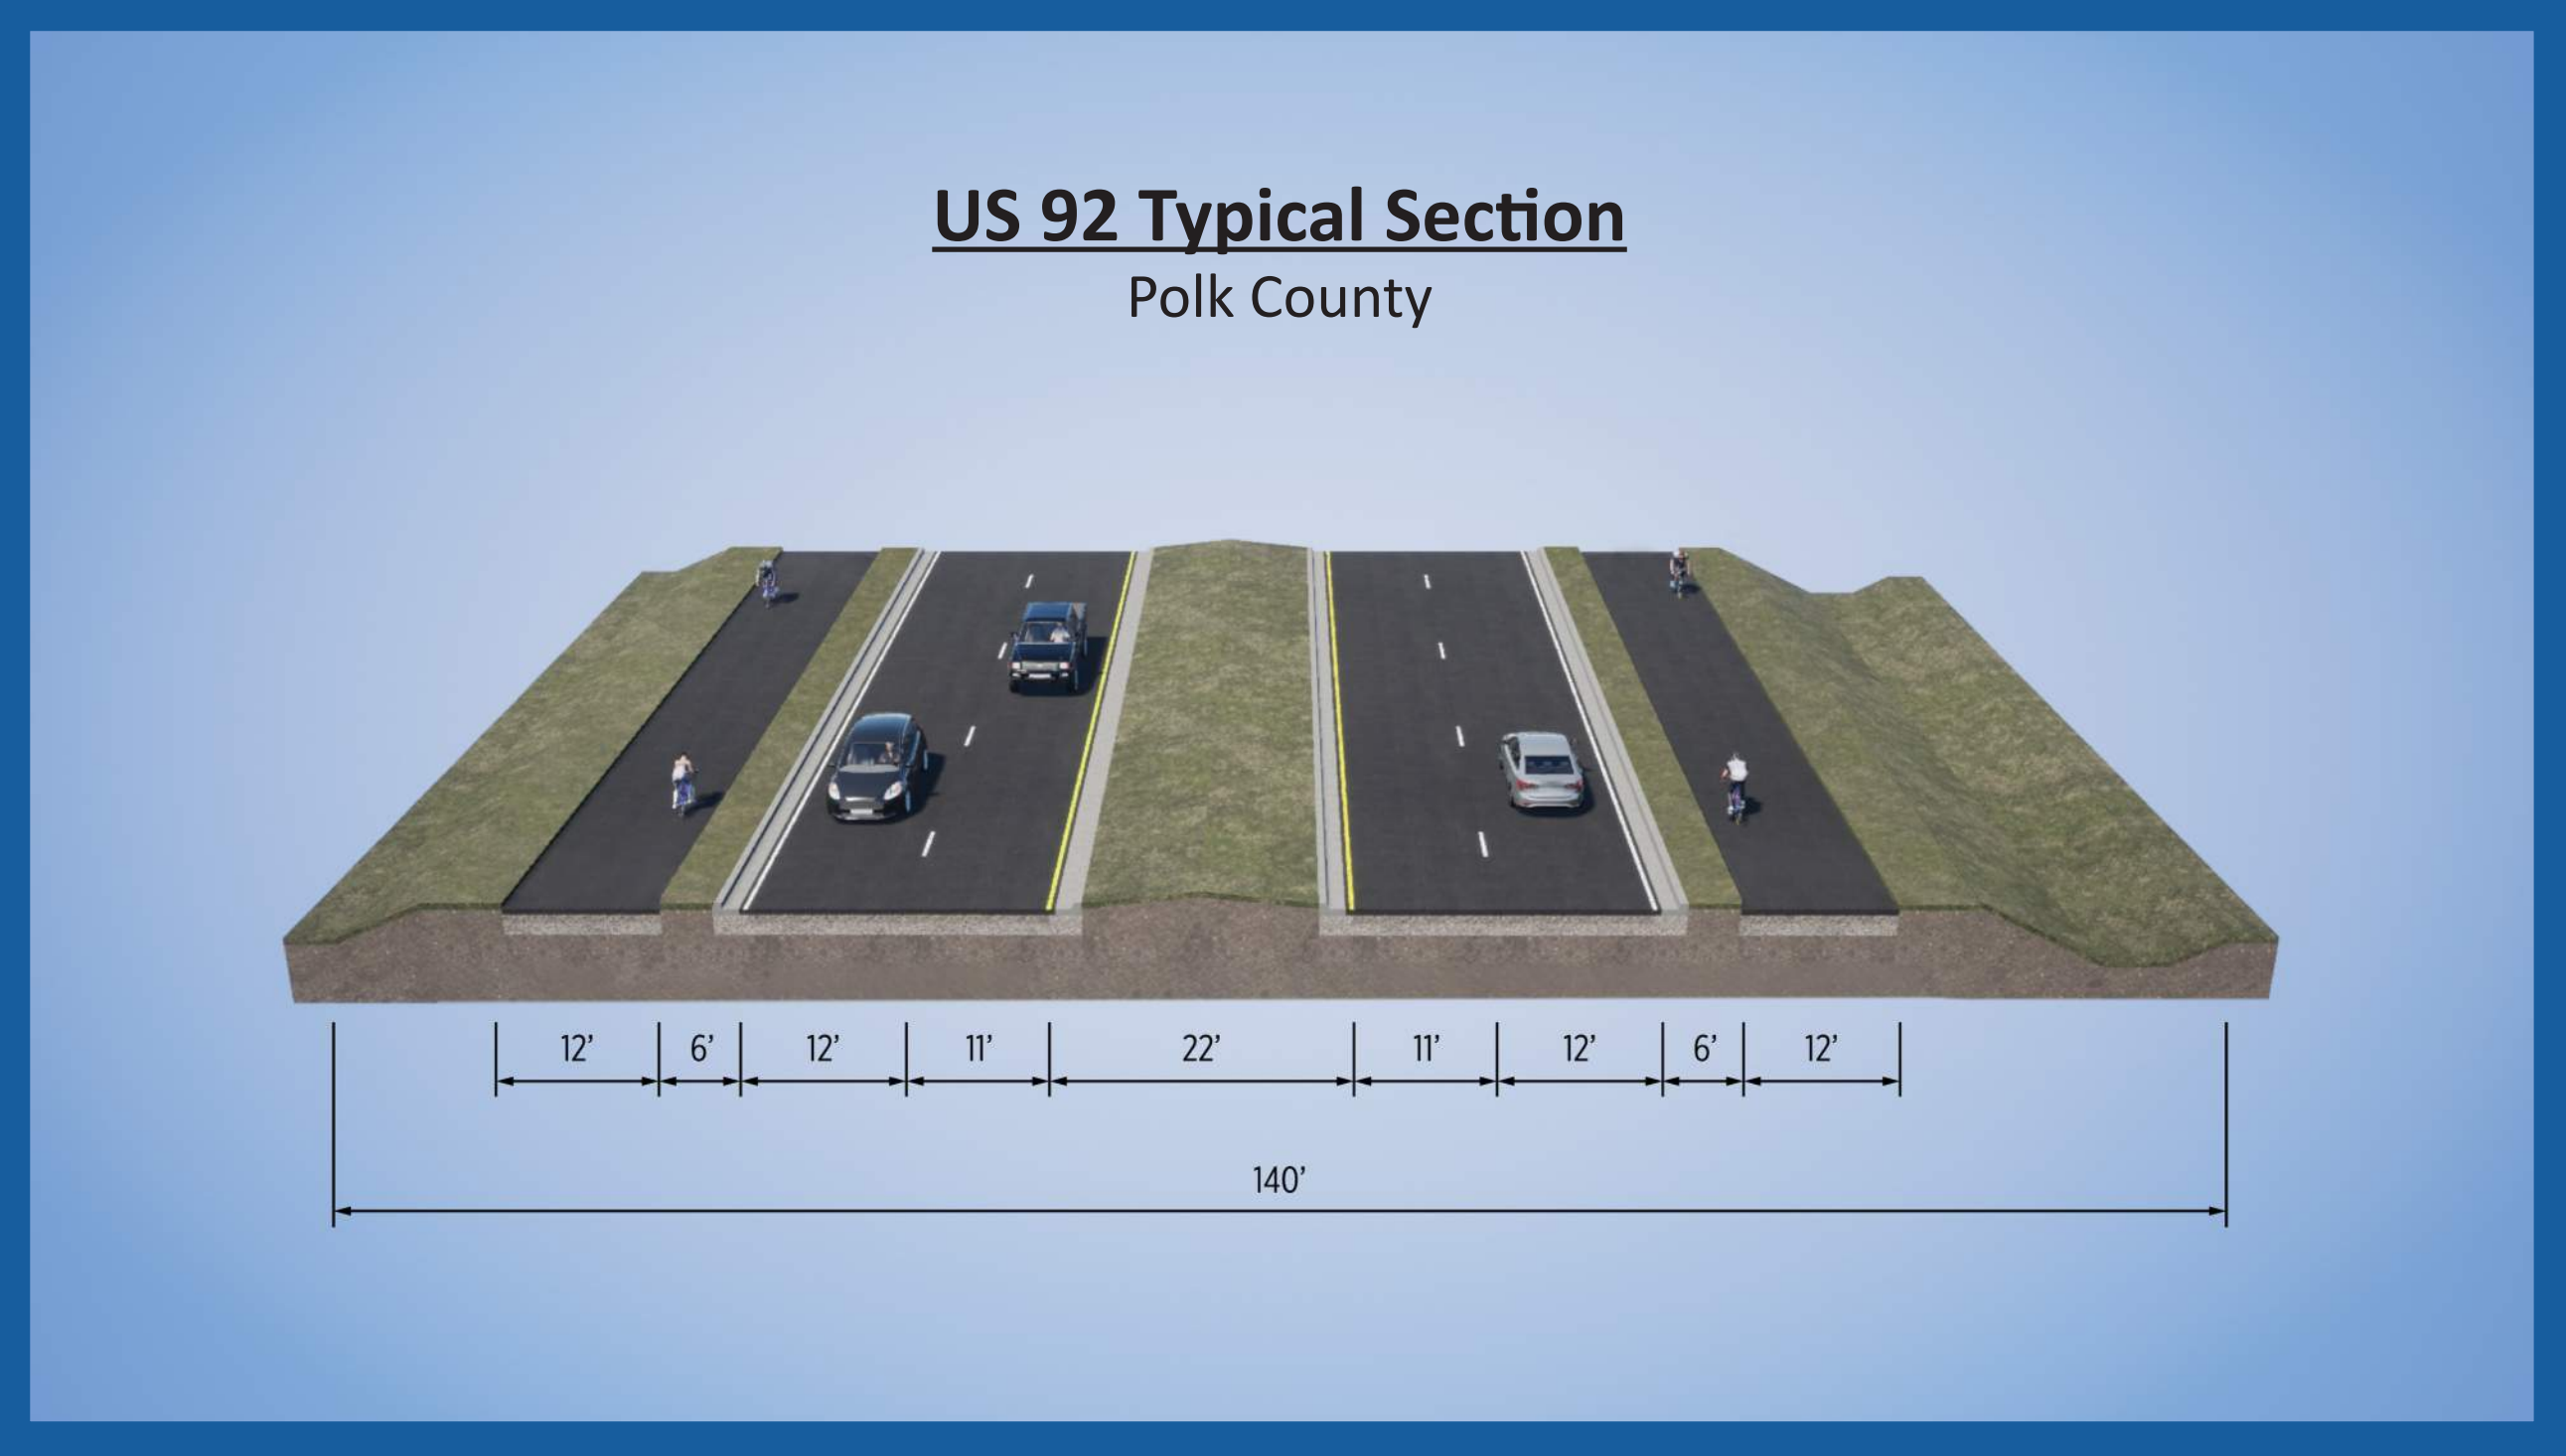 US 92 Typical Section
Polk County
12’ 6’ 12’ 11’ 22’ 11’ 12’ 6’ 12’
140’